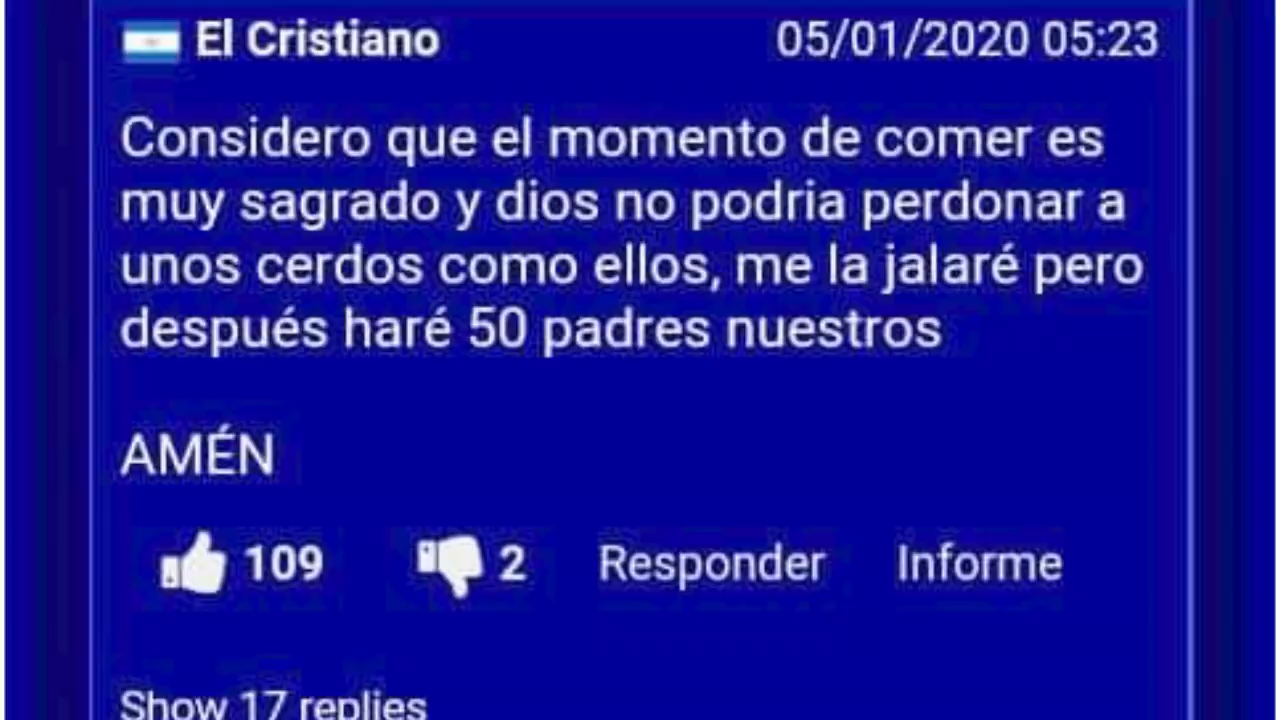 El Cristiano 05/01/2020 05:23
Considero que el momento de comer es
muy sagrado y dios no podria perdonar a
unos cerdos como ellos, me la jalaré pero
después haré 50 padres nuestros
AMÉN
109 2 Responder Informe
Show 17 replies